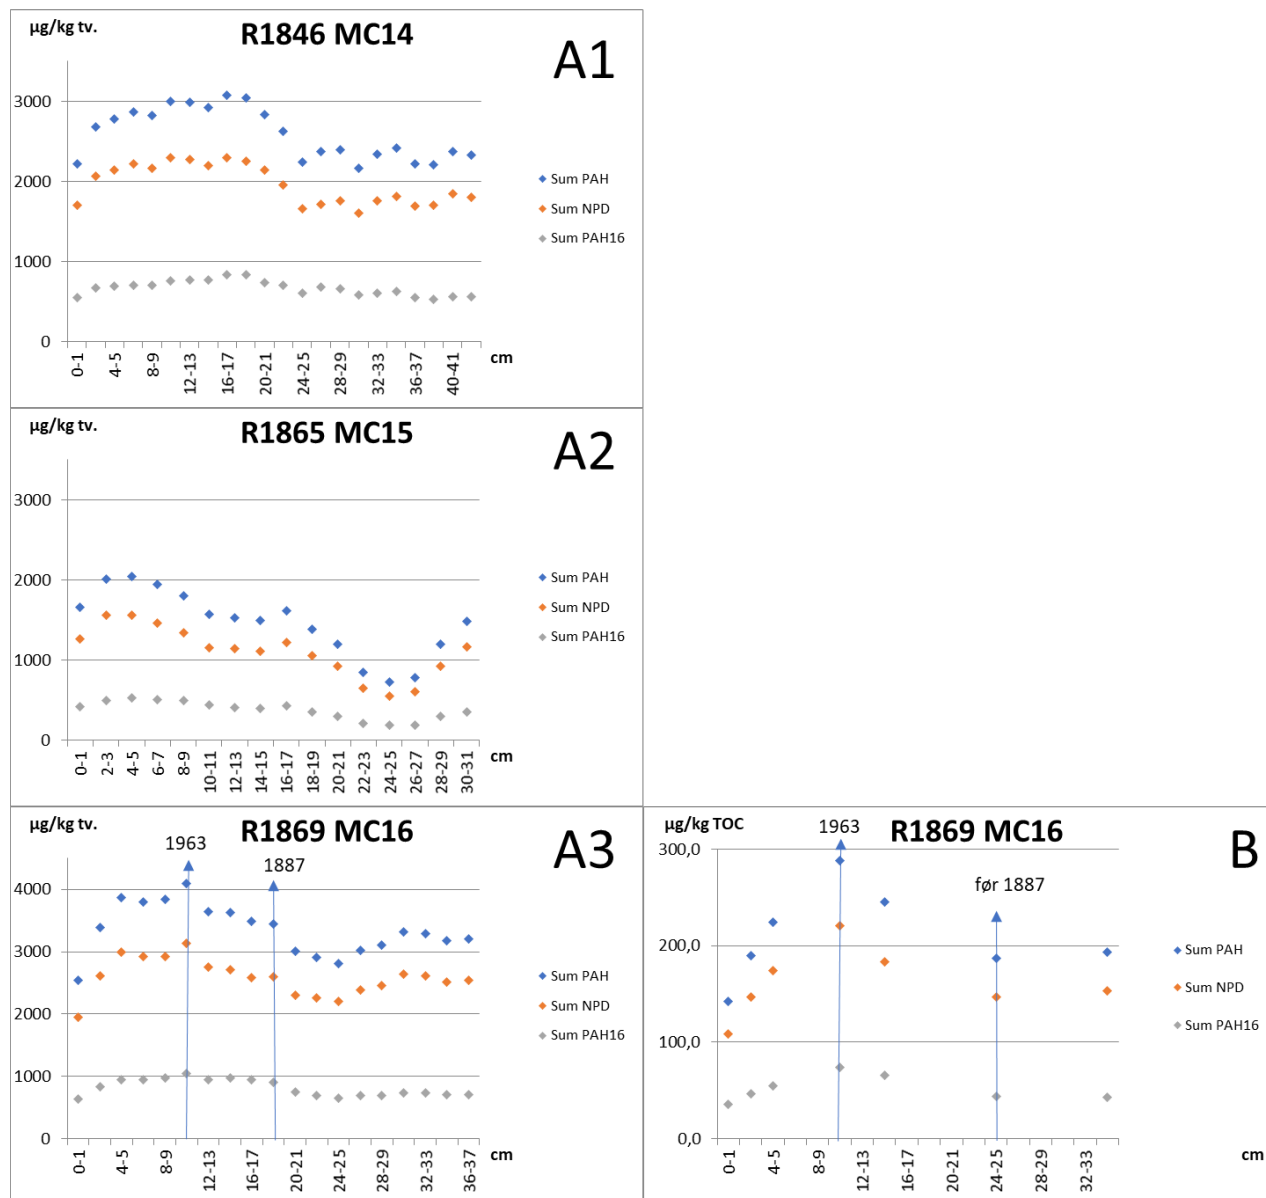 µg/kg tv.
R1846 MC14
A1
3000
2000
1000
0
0-1
4-5
8-9
12-13
16-17
20-21
24-25
28-29
32-33
36-37
40-41
cm
Sum PAH
Sum NPD
Sum PAH16
µg/kg tv.
R1865 MC15
A2
3000
2000
1000
0
0-1
2-3
4-5
6-7
8-9
10-11
12-13
14-15
16-17
18-19
20-21
22-23
24-25
26-27
28-29
30-31
cm
Sum PAH
Sum NPD
Sum PAH16
µg/kg tv.
R1869 MC16
A3
1963
1887
4000
3000
2000
1000
0
0-1
4-5
8-9
12-13
16-17
20-21
24-25
28-29
32-33
36-37
cm
Sum PAH
Sum NPD
Sum PAH16
µg/kg TOC
R1869 MC16
B
1963
før 1887
300,0
200,0
100,0
0,0
0-1
4-5
8-9
12-13
16-17
20-21
24-25
28-29
32-33
cm
Sum PAH
Sum NPD
Sum PAH16